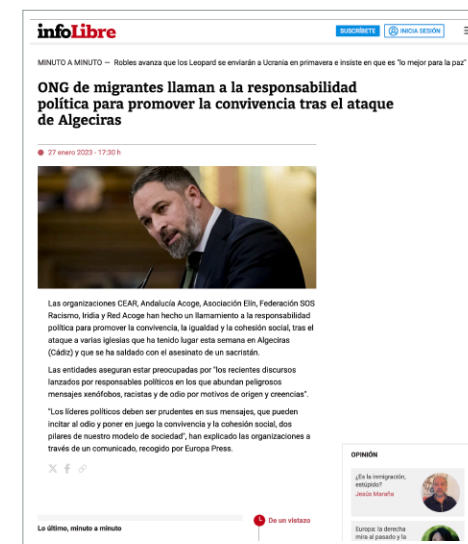 infoLibre
SUSCRÍBETE
INICIA SESIÓN
MINUTO A MINUTO — Robles avanza que los Leopard se enviarán a Ucrania en primavera e insiste en que es "lo mejor para la paz"
ONG de migrantes llaman a la responsabilidad
política para promover la convivencia tras el ataque
de Algeciras
27 enero 2023 - 17:30 h
Las organizaciones CEAR, Andalucía Acoge, Asociación Elín, Federación SOS
Racismo, Iridia y Red Acoge han hecho un llamamiento a la responsabilidad
política para promover la convivencia, la igualdad y la cohesión social, tras el
ataque a varias iglesias que ha tenido lugar esta semana en Algeciras
(Cádiz) y que se ha saldado con el asesinato de un sacristán.
Las entidades aseguran estar preocupadas por "los recientes discursos
lanzados por responsables políticos en los que abundan peligrosos
mensajes xenófobos, racistas y de odio por motivos de origen y creencias".
"Los líderes políticos deben ser prudentes en sus mensajes, que pueden
incitar al odio y poner en juego la convivencia y la cohesión social, dos
pilares de nuestro modelo de sociedad", han explicado las organizaciones a
través de un comunicado, recogido por Europa Press.
OPINIÓN
¿Es la inmigración,
estúpido?
Jesús Maraña
Europa: la derecha
mira al pasado y la
De un vistazo
Lo último, minuto a minuto